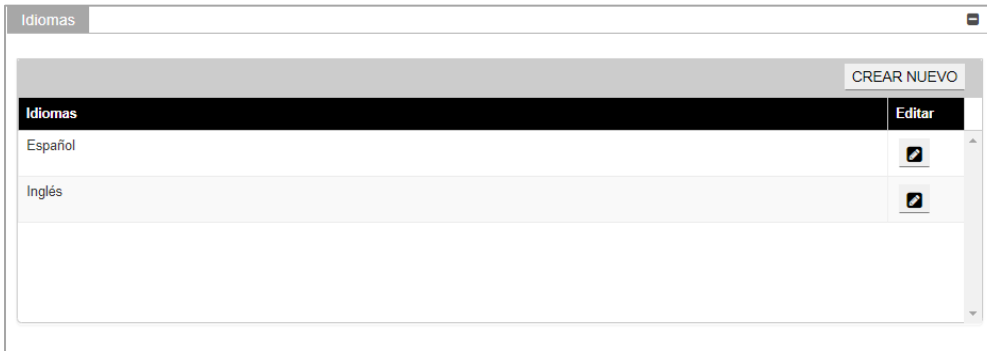 Idiomas
CREAR NUEVO
Idiomas Editar
Español
Inglés